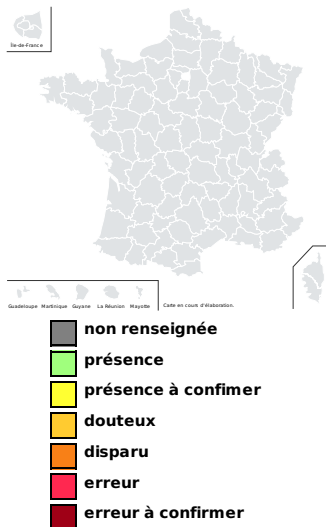 Île-de-France
Guadeloupe Martinique Guyane La Réunion Mayotte Carte en cours d'élaboration.
non renseignée
présence
présence à confimer
douteux
disparu
erreur
erreur à confirmer